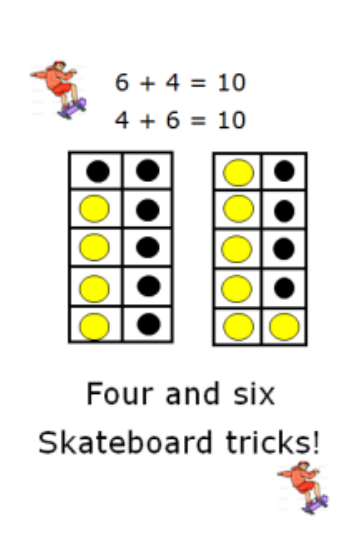 6 + 4 = 10
4 + 6 = 10
Four and six
Skateboard tricks!